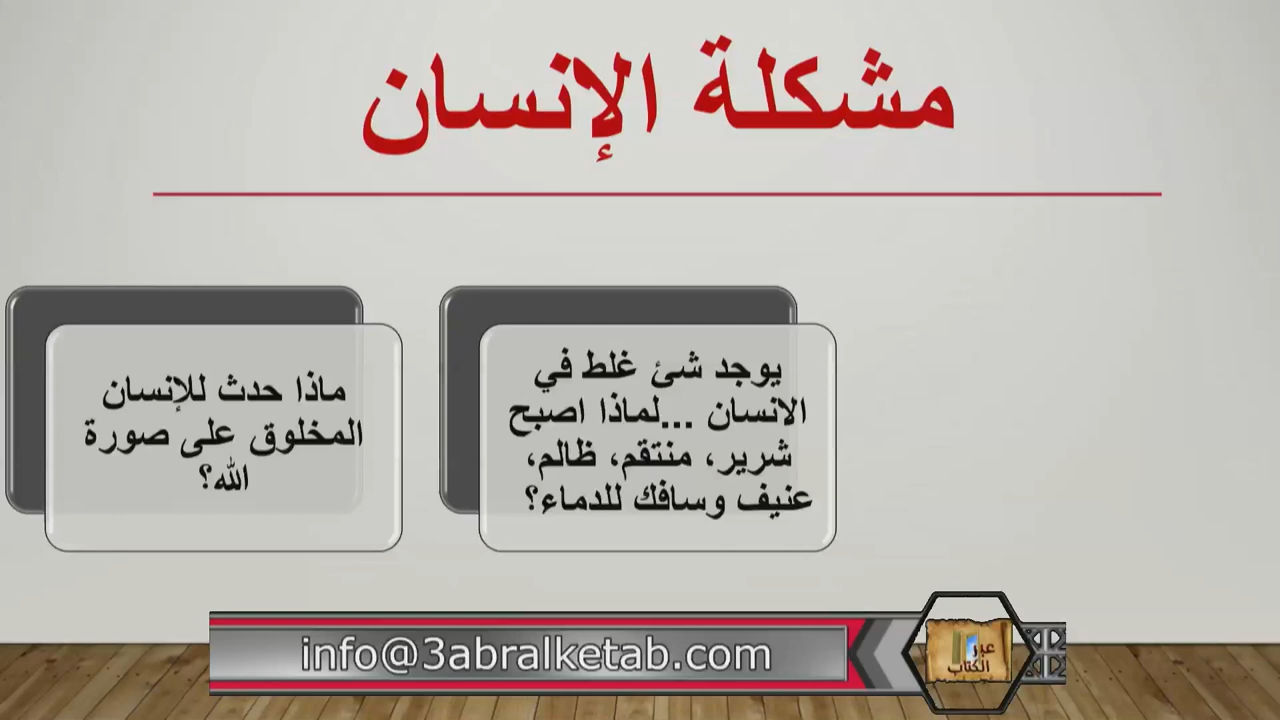 مشكلة الإنسان
يوجد شئ غلط في
الانسان ...لماذا اصبح
شرير، منتقم، ظالم،
عنيف وسافك للدماء؟
ماذا حدث للإنسان
المخلوق على صورة
الله؟
info@3abralketab.com
عبر
الكتاب